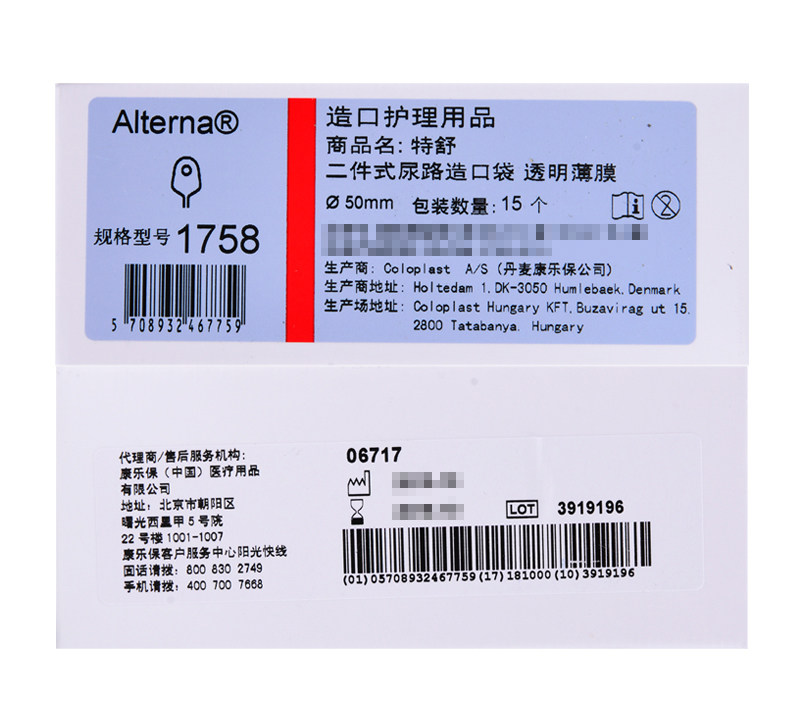 Alterna®
规格型号 1758
5 708932 467759
造口护理用品
商品名: 特舒
二件式尿路造口袋 透明薄膜
Ø 50mm 包装数量: 15 个
生产商: Coloplast A/S (丹麦康乐保公司)
生产商地址: Holtedam 1, DK-3050 Humlebaek, Denmark
生产场地址: Coloplast Hungary KFT, Buzavirag ut 15,
2800 Tatabanya, Hungary
代理商/售后服务机构:
康乐保 (中国) 医疗用品
有限公司
地址: 北京市朝阳区
曙光西里甲 5 号院
22 号楼 1001-1007
康乐保客户服务中心阳光快线
固话请拨: 800 830 2749
手机请拨: 400 700 7668
06717
LOT 3919196
(01)05708932467759(17)181000(10)3919196